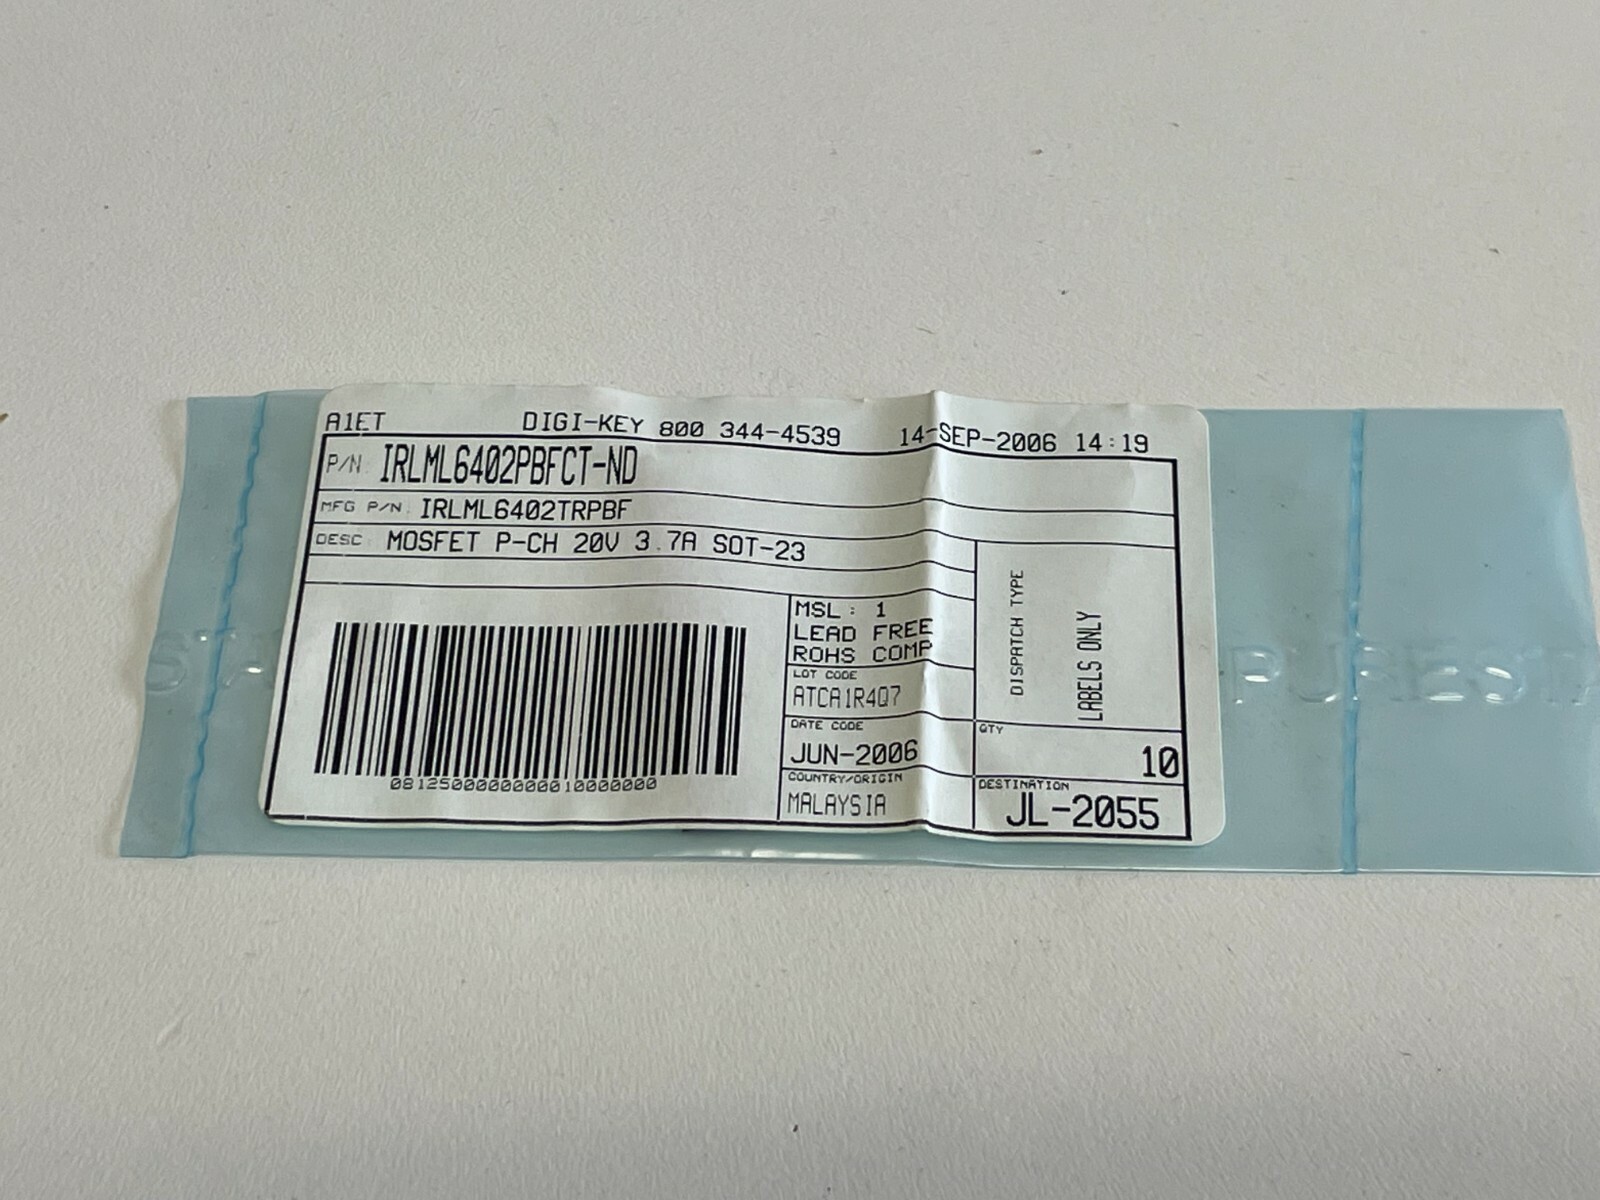 A1ET DIGI-KEY 800 344-4539 14-SEP-2006 14:19
P/N: IRLML6402PBFCT-ND
MFG P/N: IRLML6402TRPBF
DESC: MOSFET P-CH 20V 3.7A SOT-23
MSL: 1
LEAD FREE
ROHS COMP
LOT CODE
ATCA1R4Q7
DATE CODE
JUN-2006
COUNTRY/ORIGIN
MALAYSIA
DISPATCH TYPE
LABELS ONLY
QTY
10
DESTINATION
JL-2055
STA
PUREST